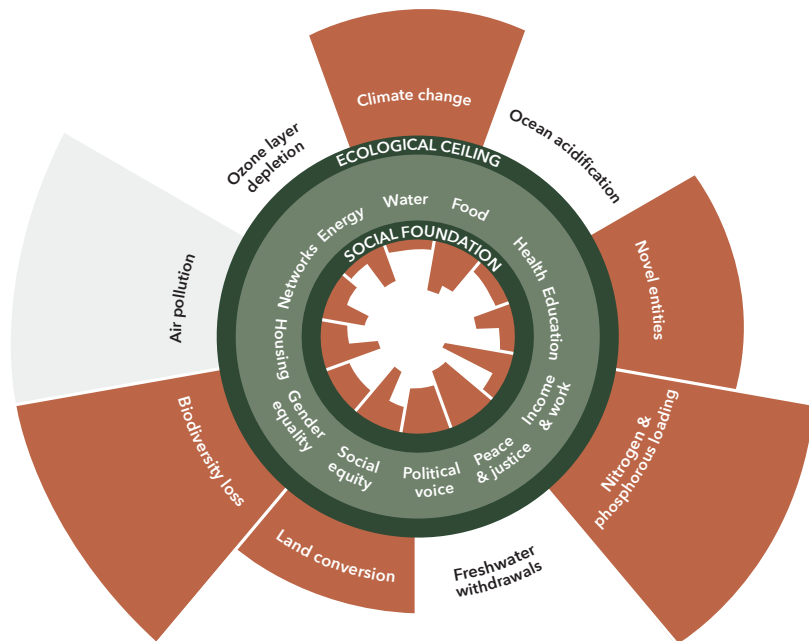 Climate change
Ocean acidification
Novel entities
Nitrogen &
phosphorous loading
Freshwater
withdrawals
Land conversion
Biodiversity loss
Air pollution
Ozone layer
depletion
ECOLOGICAL CEILING
Water
Food
Health
Education
Income
& work
Peace
& justice
Political
voice
Social
equity
Gender
equality
Housing
Networks
Energy
SOCIAL FOUNDATION